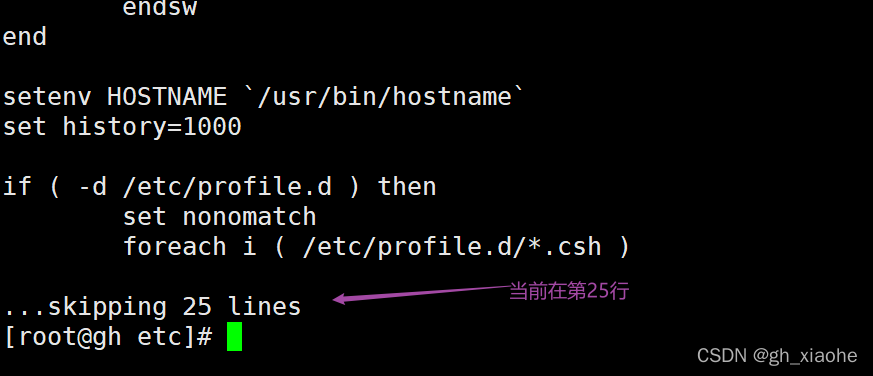 endsw
end

setenv HOSTNAME `/usr/bin/hostname`
set history=1000

if ( -d /etc/profile.d ) then
        set nonomatch
        foreach i ( /etc/profile.d/*.csh )

...skipping 25 lines
当前在第25行
[root@gh etc]#
CSDN @gh_xiaohe